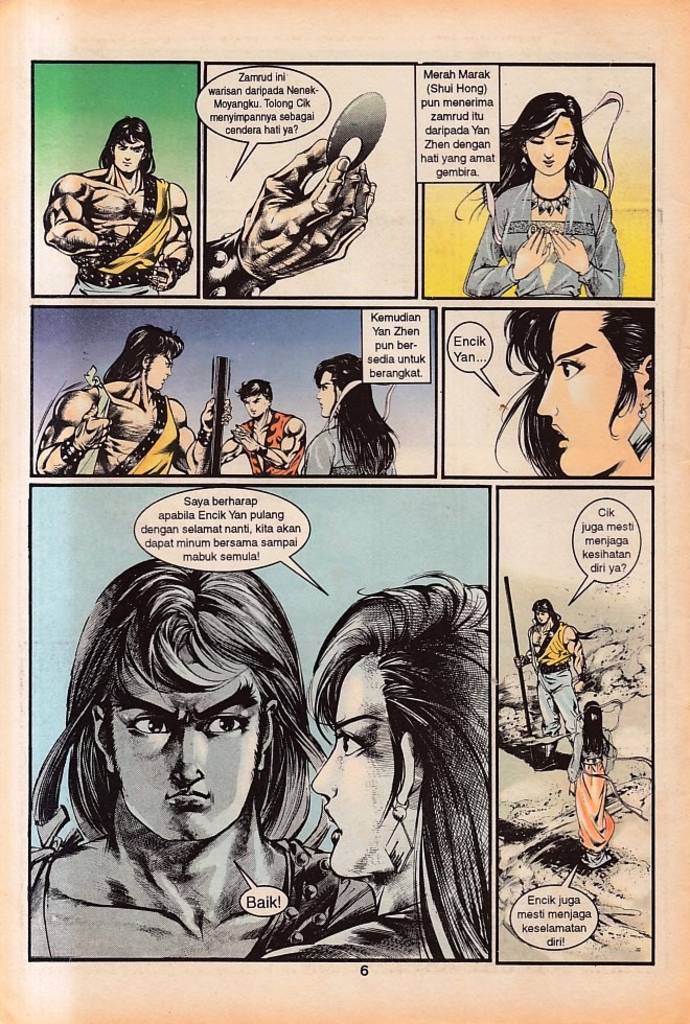 Zamrud ini
warisan daripada Nenek-
Moyangku. Tolong Cik
menyimpannya sebagai
cendera hati ya?
Merah Marak
(Shui Hong)
pun menerima
zamrud itu
daripada Yan
Zhen dengan
hati yang amat
gembira.
Kemudian
Yan Zhen
pun ber-
sedia untuk
berangkat.
Encik
Yan...
Saya berharap
apabila Encik Yan pulang
dengan selamat nanti, kita akan
dapat minum bersama sampai
mabuk semula!
Baik!
Cik
juga mesti
menjaga
kesihatan
diri ya?
Encik juga
mesti menjaga
keselamatan
diri!
6